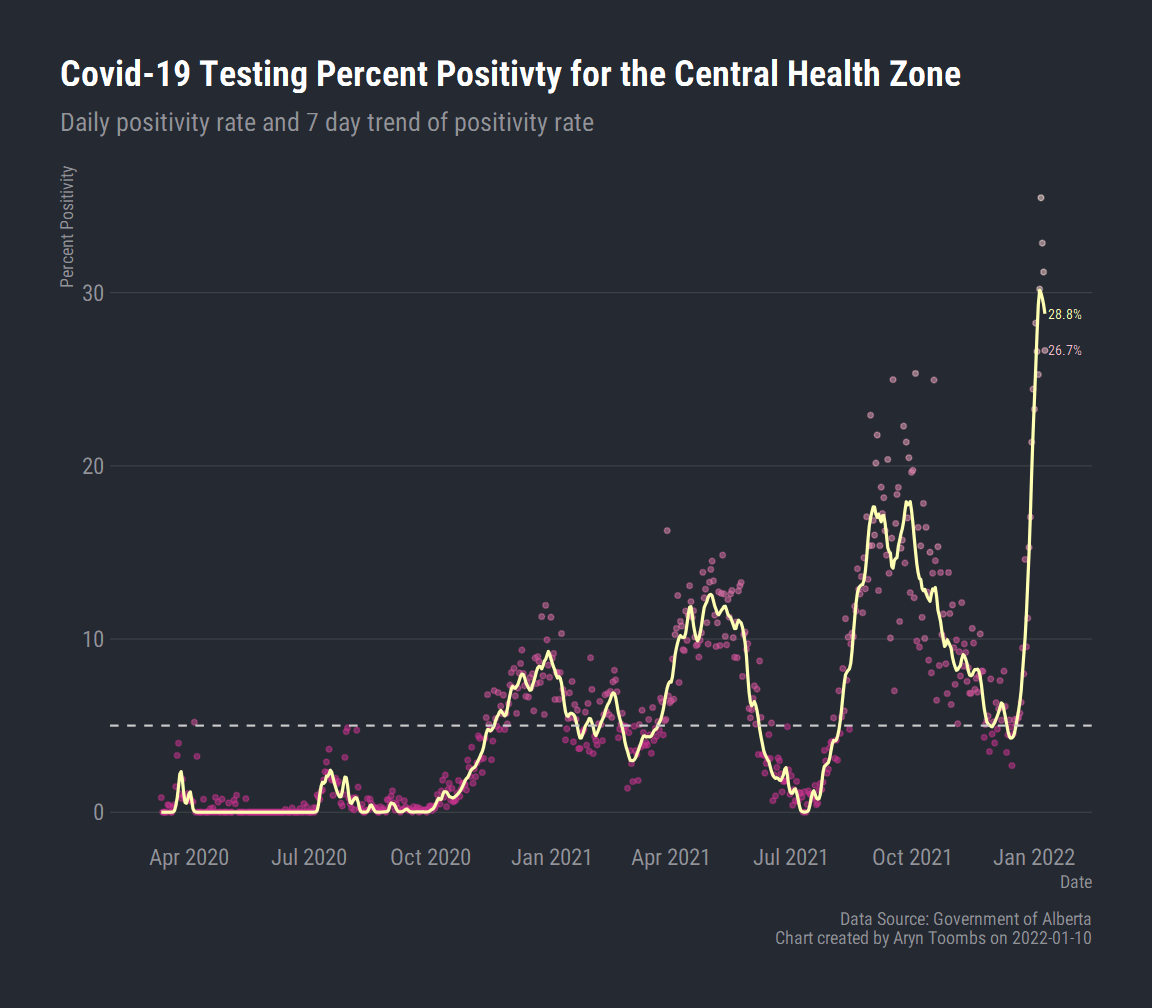 Covid-19 Testing Percent Positivty for the Central Health Zone
Daily positivity rate and 7 day trend of positivity rate
Percent Positivity
30
20
10
0
28.8%
26.7%
Apr 2020 Jul 2020 Oct 2020 Jan 2021 Apr 2021 Jul 2021 Oct 2021 Jan 2022
Date
Data Source: Government of Alberta
Chart created by Aryn Toombs on 2022-01-10